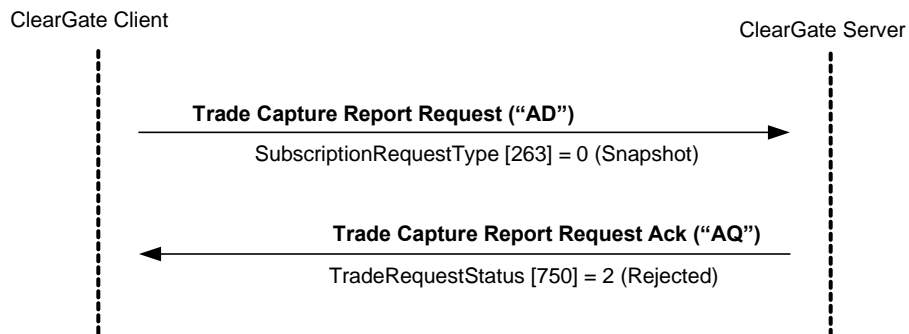 ClearGate Client
ClearGate Server
Trade Capture Report Request (“AD”)
SubscriptionRequestType [263] = 0 (Snapshot)
Trade Capture Report Request Ack (“AQ”)
TradeRequestStatus [750] = 2 (Rejected)